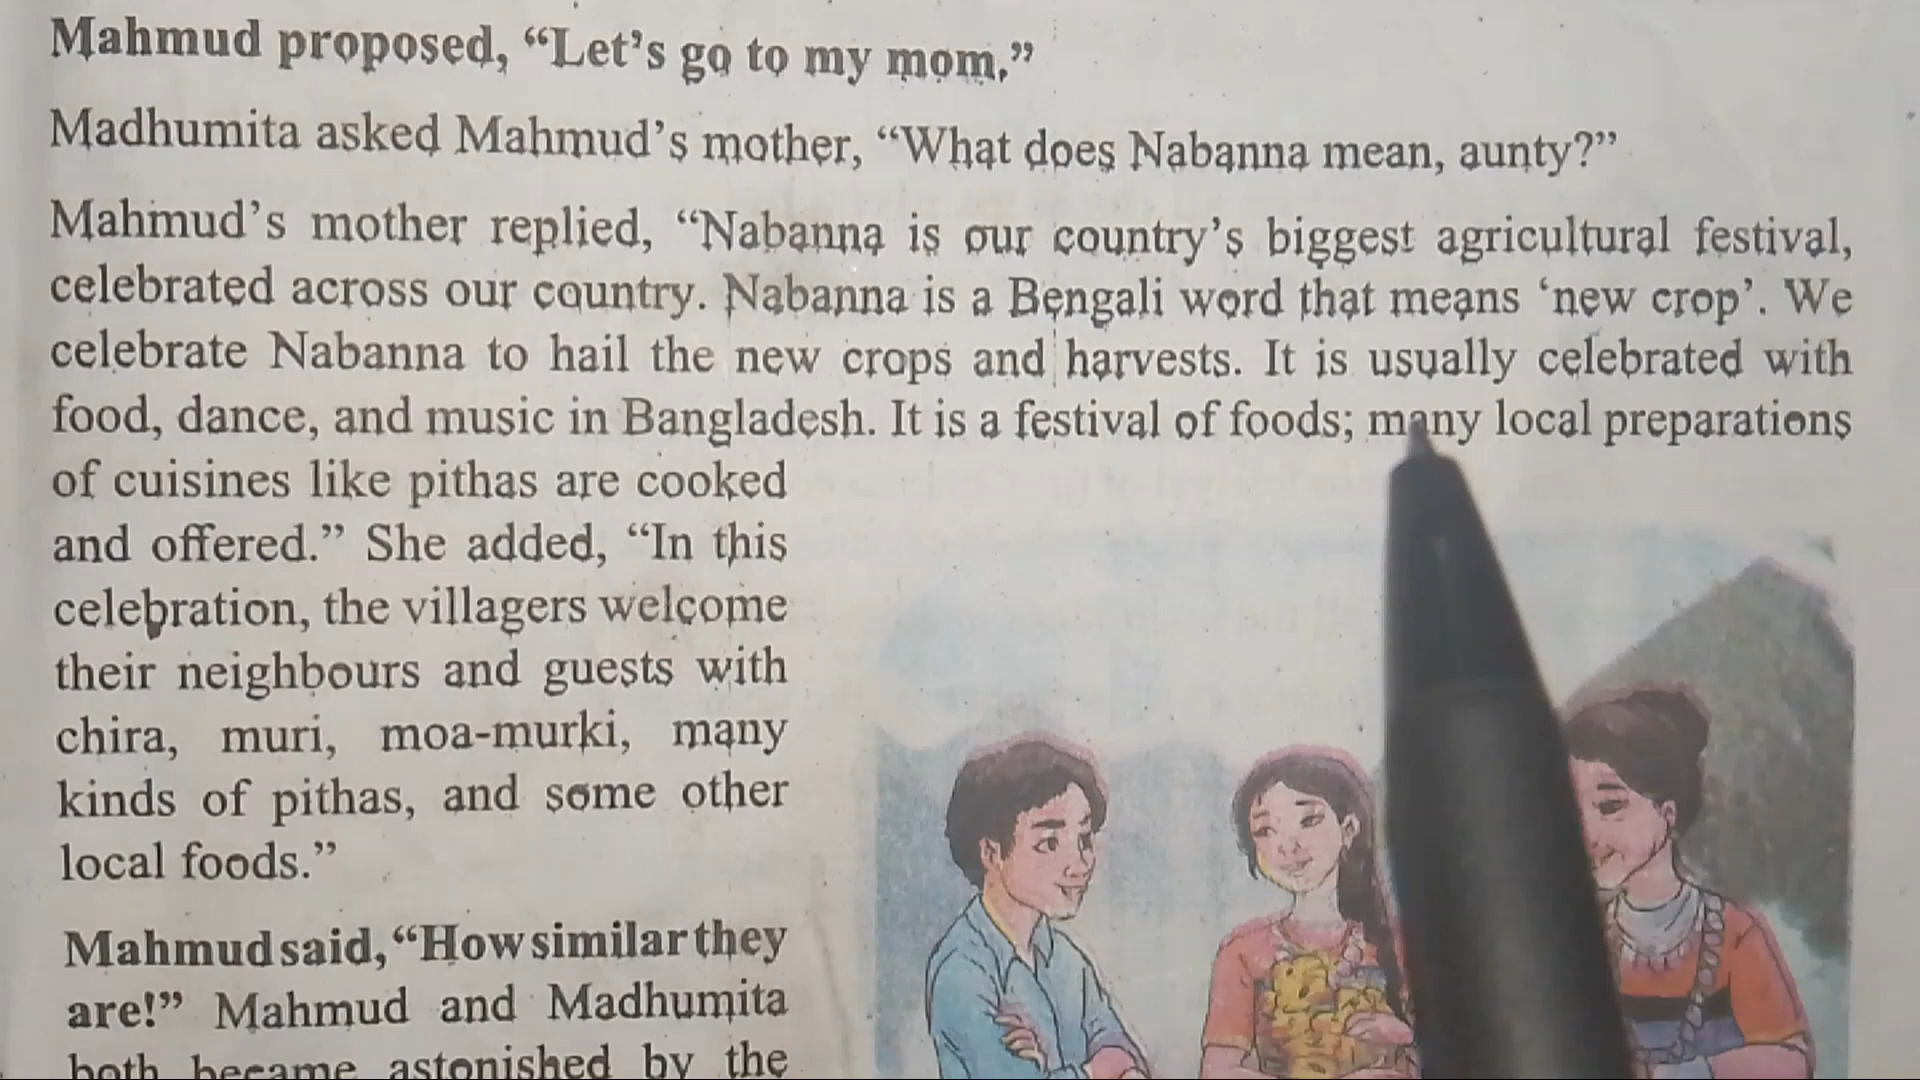 Mahmud proposed, “Let’s go to my mom.”
Madhumita asked Mahmud’s mother, “What does Nabanna mean, aunty?”
Mahmud’s mother replied, “Nabanna is our country’s biggest agricultural festival,
celebrated across our country. Nabanna is a Bengali word that means ‘new crop’. We
celebrate Nabanna to hail the new crops and harvests. It is usually celebrated with
food, dance, and music in Bangladesh. It is a festival of foods; many local preparations
of cuisines like pithas are cooked
and offered.” She added, “In this
celebration, the villagers welcome
their neighbours and guests with
chira, muri, moa-murki, many
kinds of pithas, and some other
local foods.”
Mahmud said, “How similar they
are!” Mahmud and Madhumita
both became astonished by the